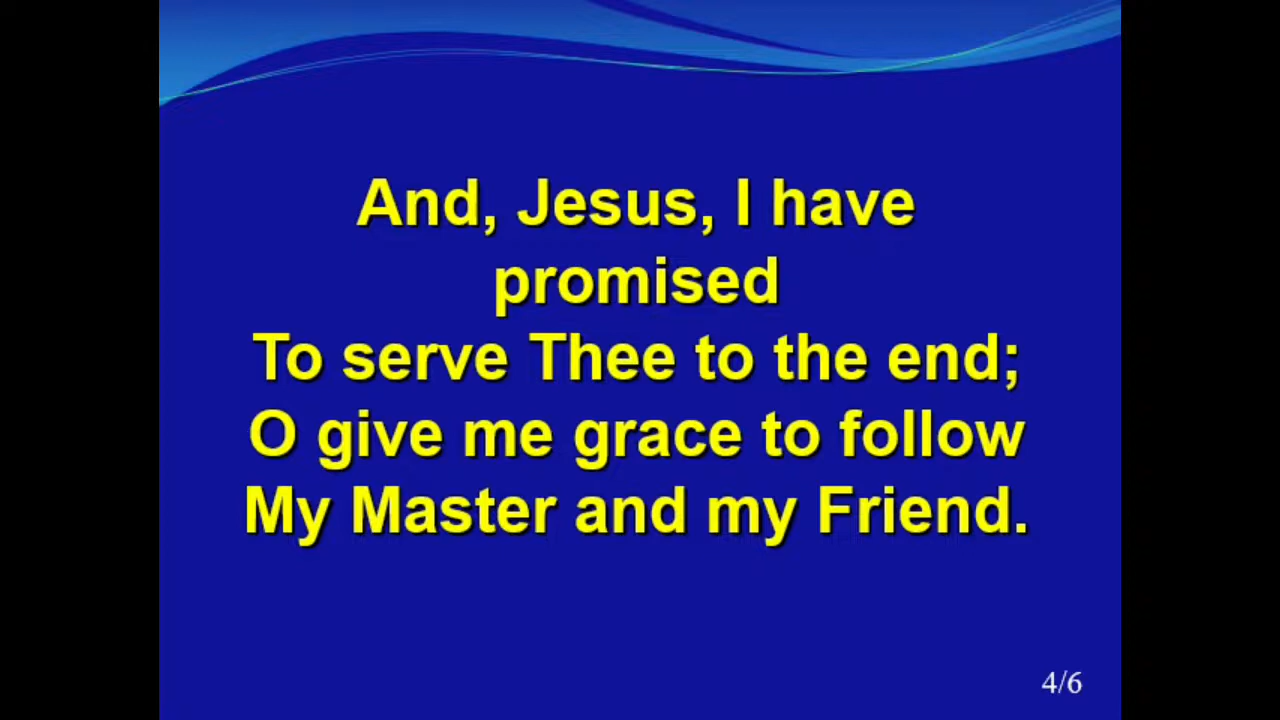 And, Jesus, I have
promised
To serve Thee to the end;
O give me grace to follow
My Master and my Friend.
4/6